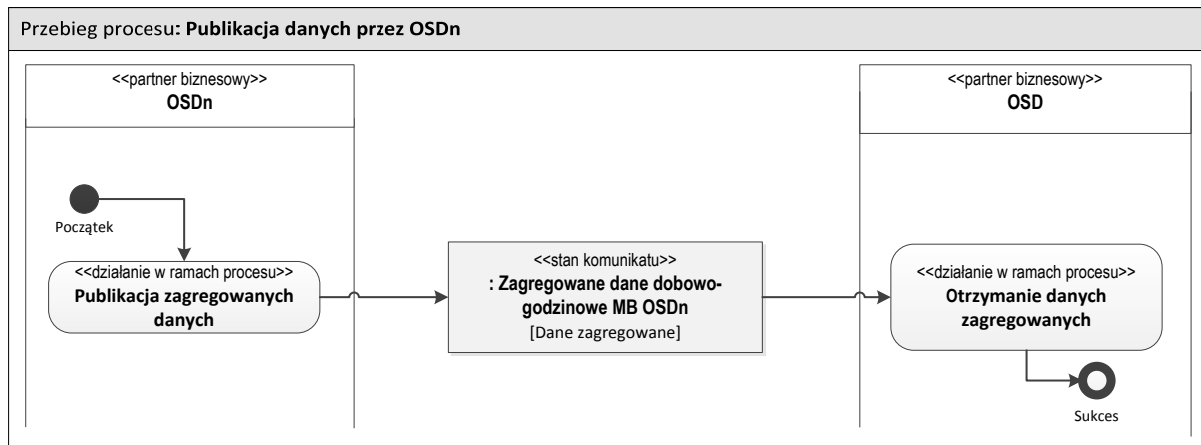 Przebieg procesu: Publikacja danych przez OSDn
<<partner biznesowy>>
OSDn
<<partner biznesowy>>
OSD
Początek
<<działanie w ramach procesu>>
Publikacja zagregowanych
danych
<<stan komunikatu>>
: Zagregowane dane dobowo-
godzinowe MB OSDn
[Dane zagregowane]
<<działanie w ramach procesu>>
Otrzymanie danych
zagregowanych
Sukces